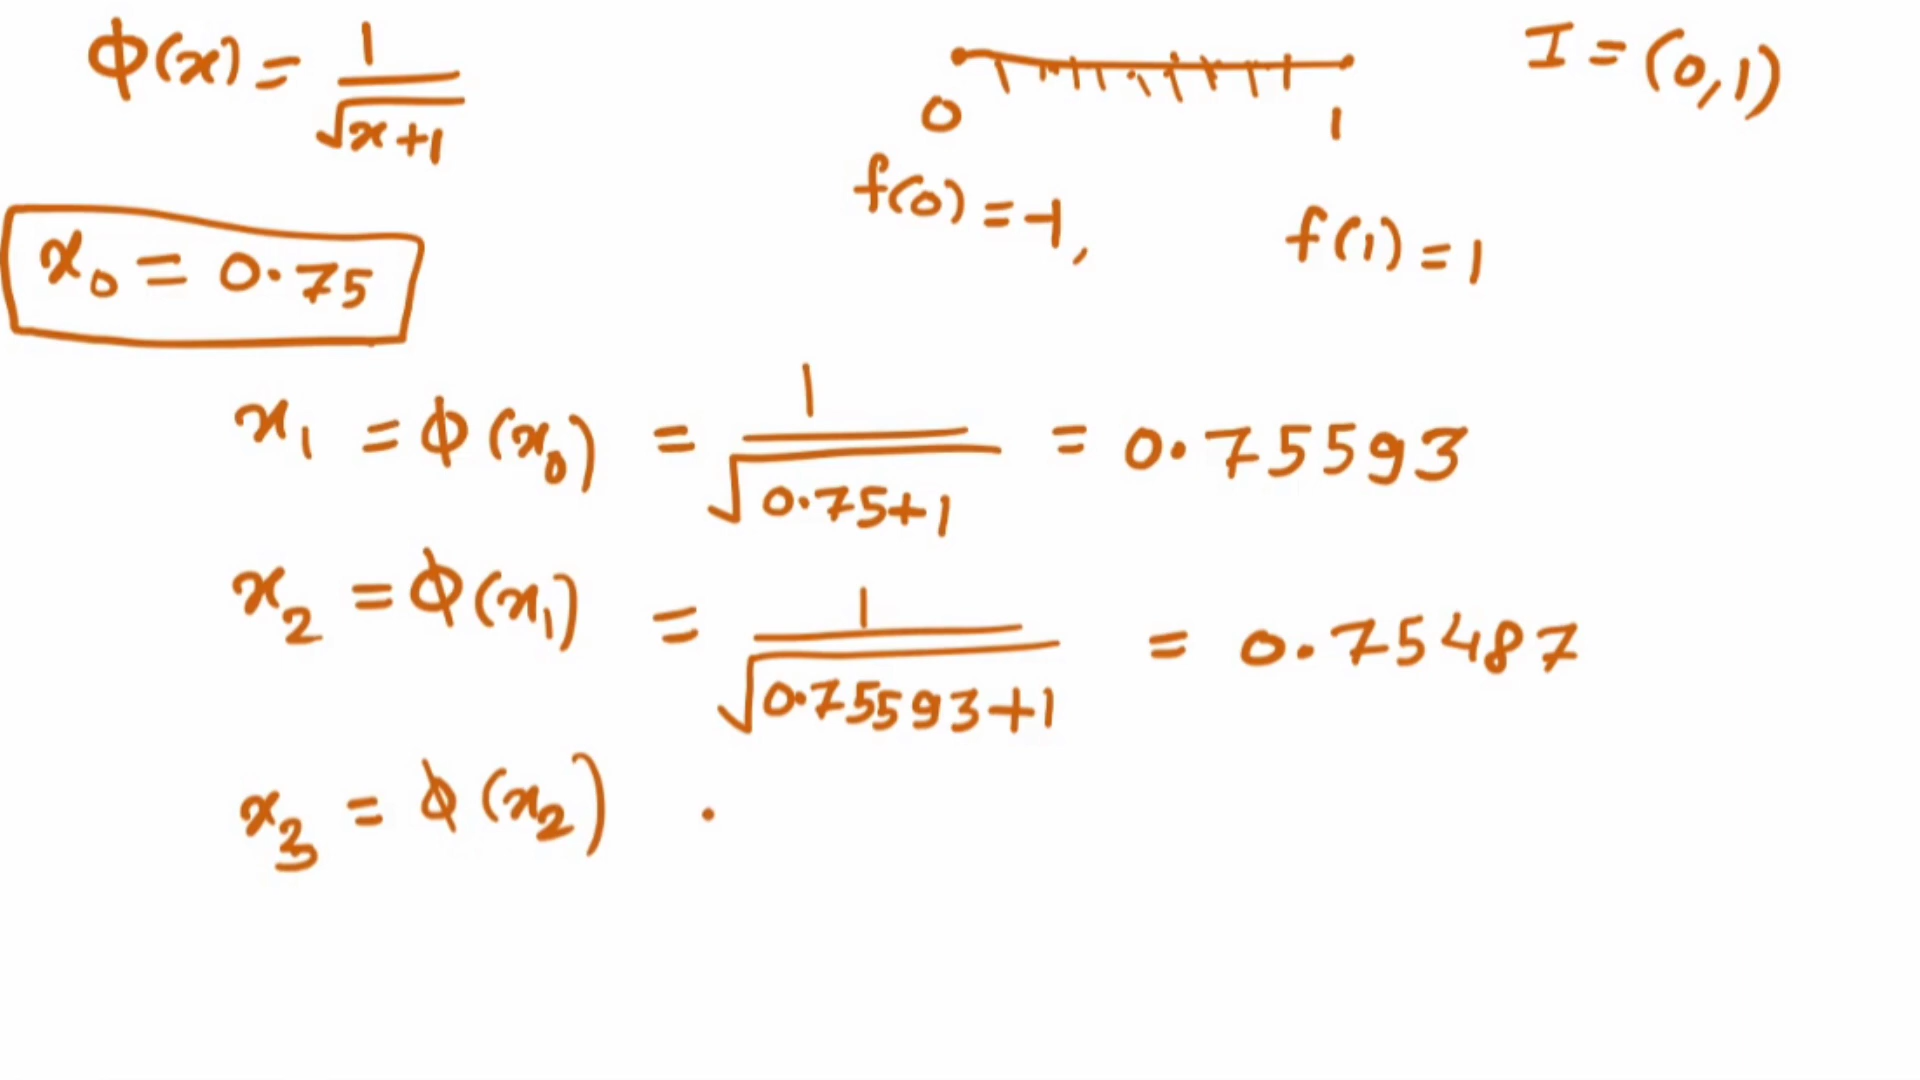 ϕ(x) = 1/√(x+1)
0 1 I = (0,1)
f(0) = -1, f(1) = 1
x₀ = 0.75
x₁ = ϕ(x₀) = 1/√(0.75+1) = 0.75593
x₂ = ϕ(x₁) = 1/√(0.75593+1) = 0.75487
x₃ = ϕ(x₂) .